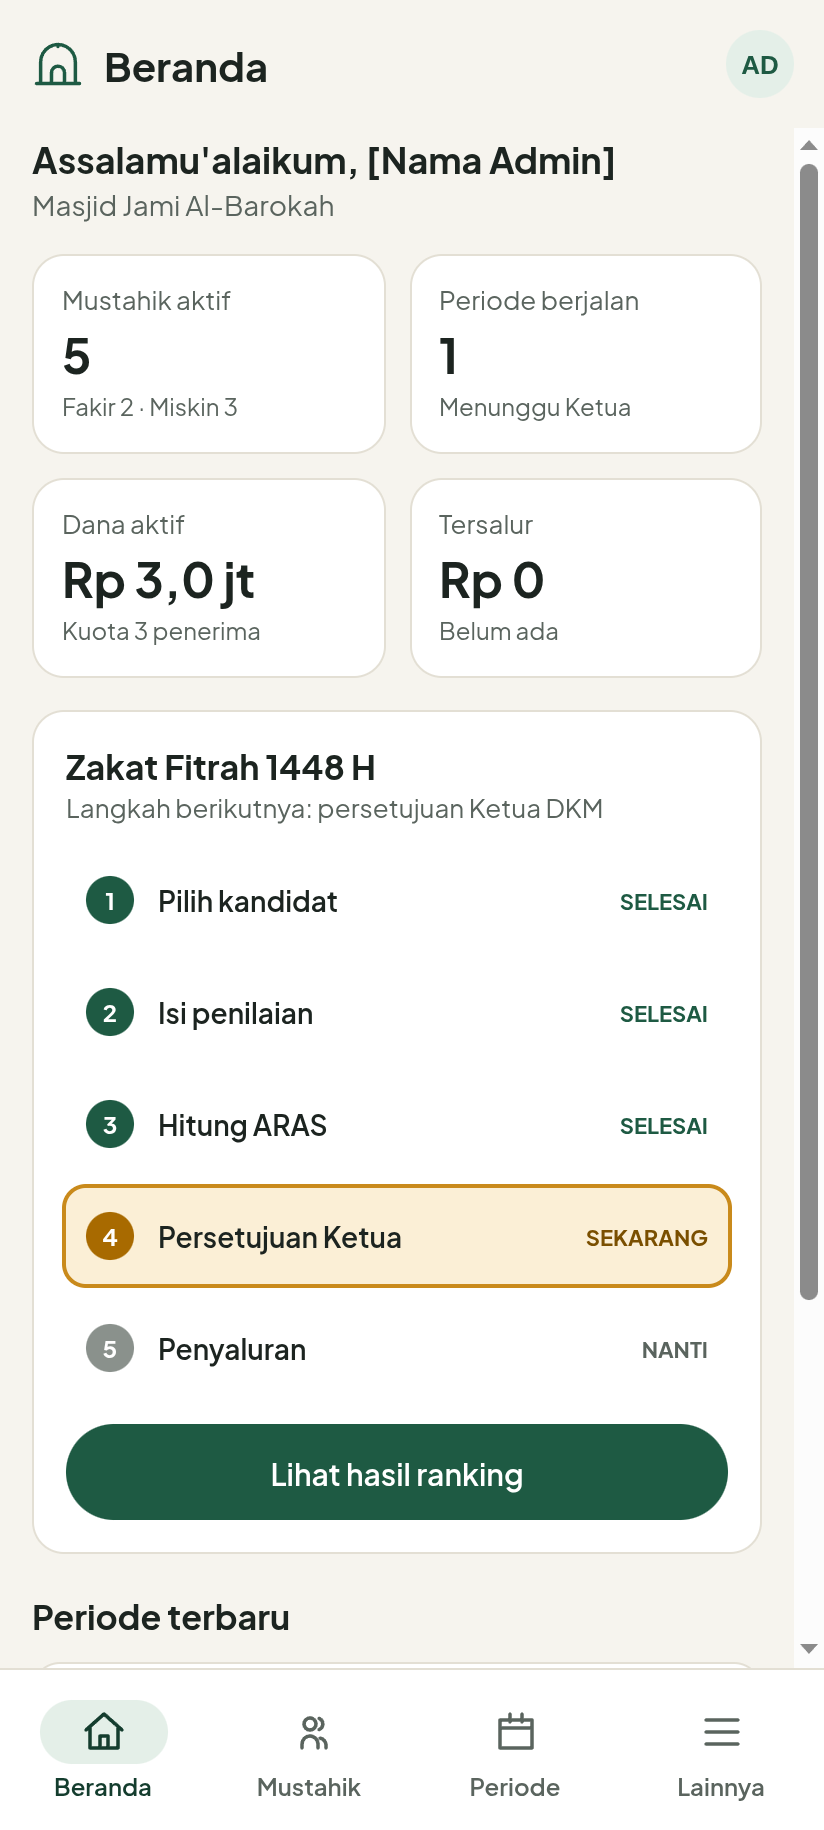 Beranda
AD
Assalamu'alaikum, [Nama Admin]
Masjid Jami Al-Barokah
Mustahik aktif
5
Fakir 2 · Miskin 3
Periode berjalan
1
Menunggu Ketua
Dana aktif
Rp 3,0 jt
Kuota 3 penerima
Tersalur
Rp 0
Belum ada
Zakat Fitrah 1448 H
Langkah berikutnya: persetujuan Ketua DKM
1 Pilih kandidat SELESAI
2 Isi penilaian SELESAI
3 Hitung ARAS SELESAI
4 Persetujuan Ketua SEKARANG
5 Penyaluran NANTI
Lihat hasil ranking
Periode terbaru
Beranda Mustahik Periode Lainnya